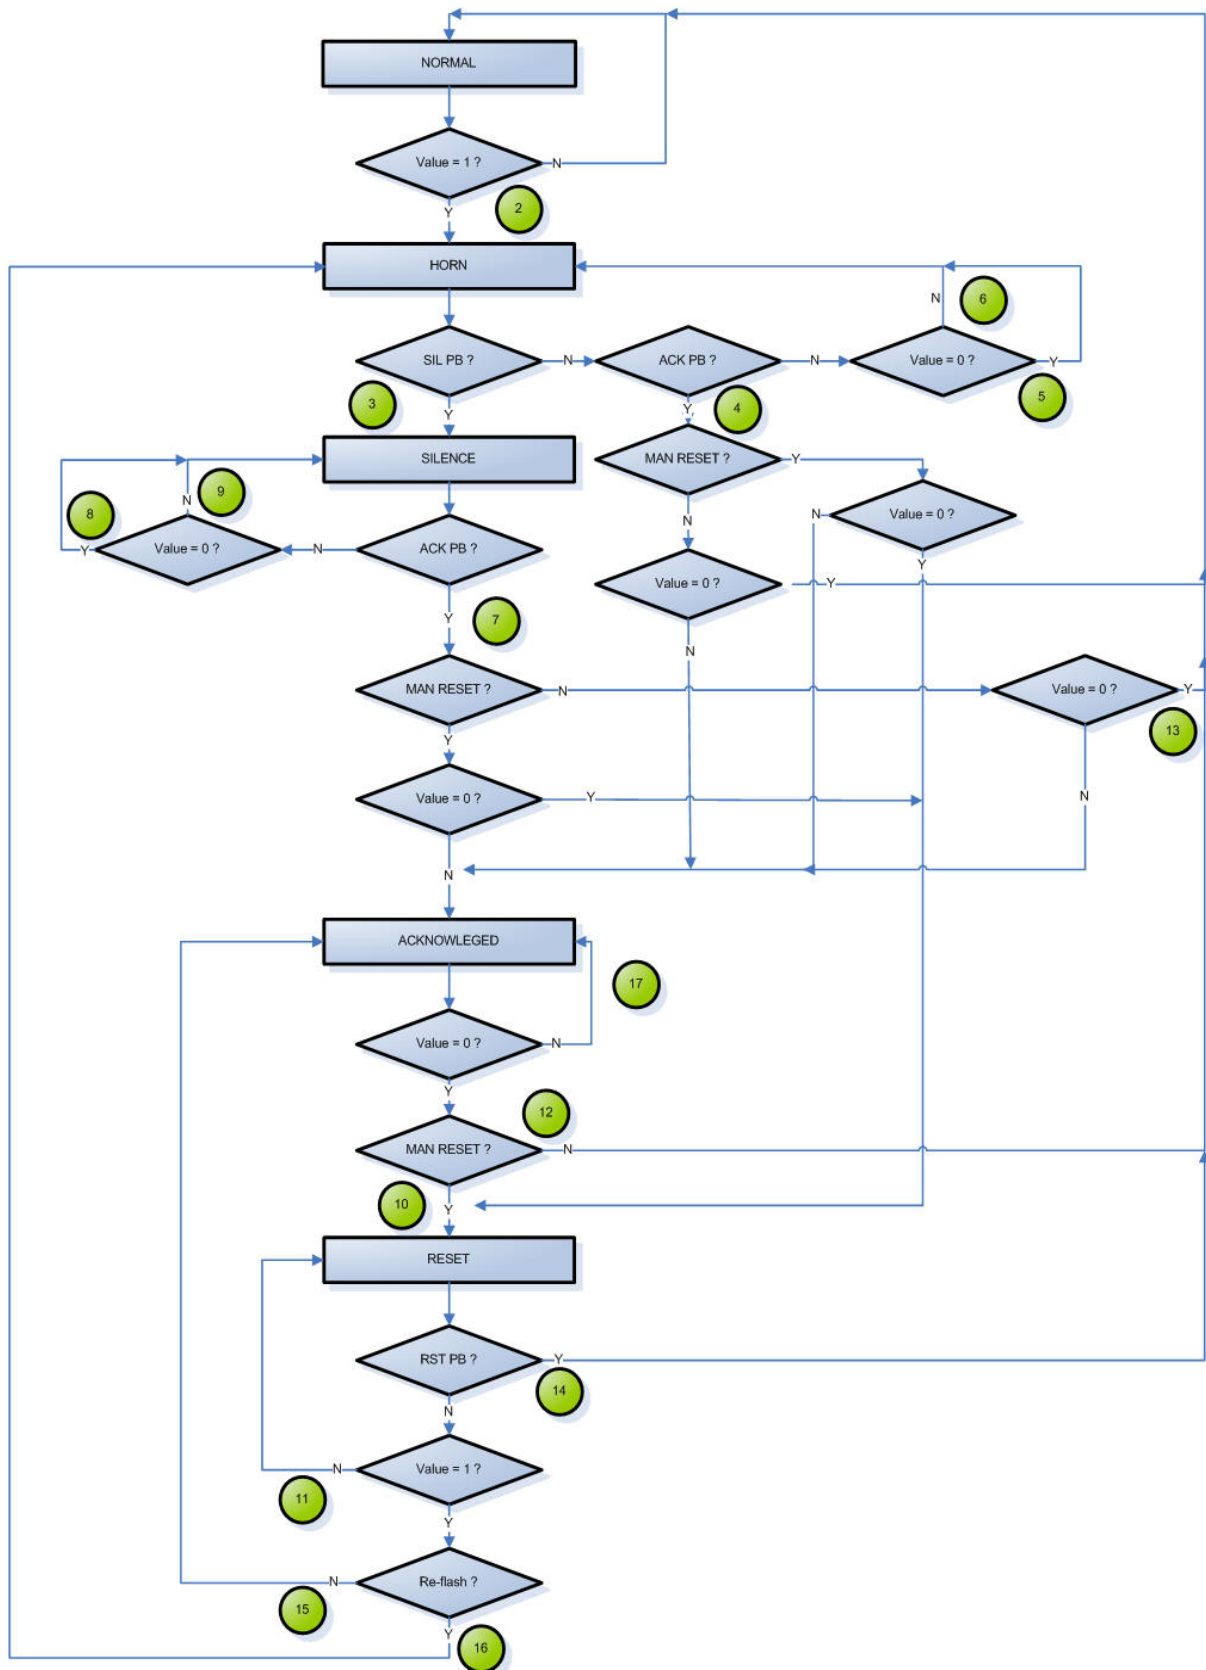 NORMAL
Value = 1 ?
N
Y
2
HORN
N
6
SIL PB ?
N
ACK PB ?
N
Value = 0 ?
Y
5
3
Y
Y
4
SILENCE
MAN RESET ?
Y
8
N
9
N
N
Value = 0 ?
Y
Value = 0 ?
N
ACK PB ?
Y
Value = 0 ?
Y
Y
7
N
MAN RESET ?
N
Value = 0 ?
Y
13
Y
Value = 0 ?
Y
N
N
ACKNOWLEGED
17
Value = 0 ?
N
Y
12
MAN RESET ?
N
10
Y
RESET
RST PB ?
Y
14
N
N
Value = 1 ?
11
Y
N
Re-flash ?
15
Y
16